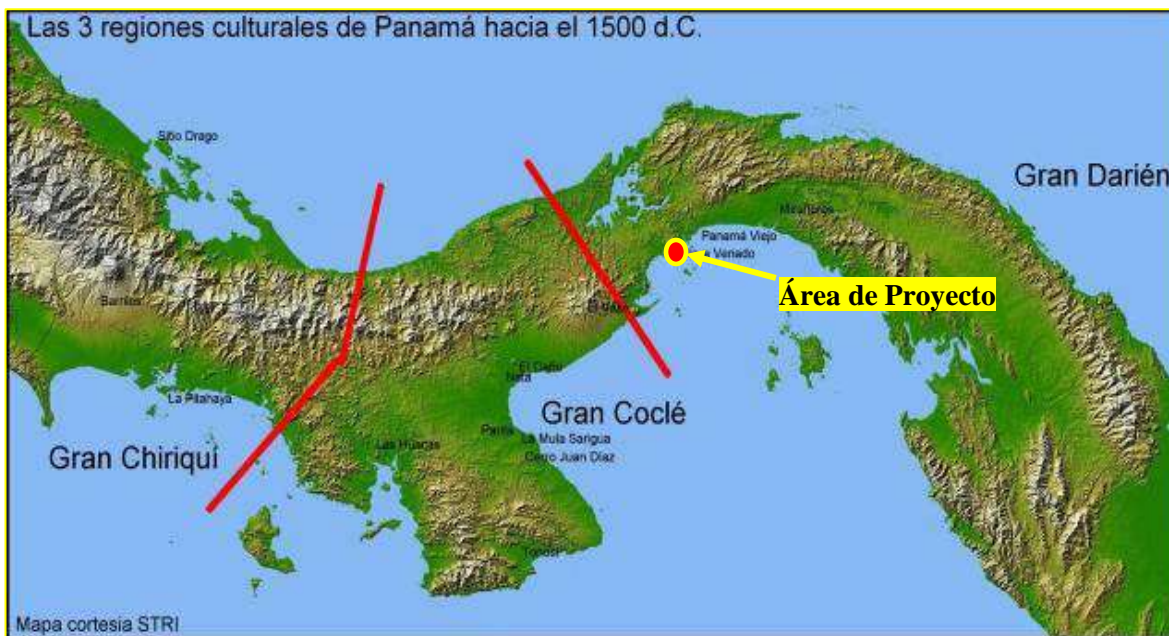 Las 3 regiones culturales de Panamá hacia el 1500 d.C.
Sitio Drago
Gran Darién
Miraflores
Panamá Viejo
Venado
Área de Proyecto
Barriles
El Caño
Natá
La Pitahaya
Gran Coclé
Parita
La Mula Sarigua
Las Huacas
Cerro Juan Díaz
Gran Chiriquí
Tonosí
Mapa cortesia STRI